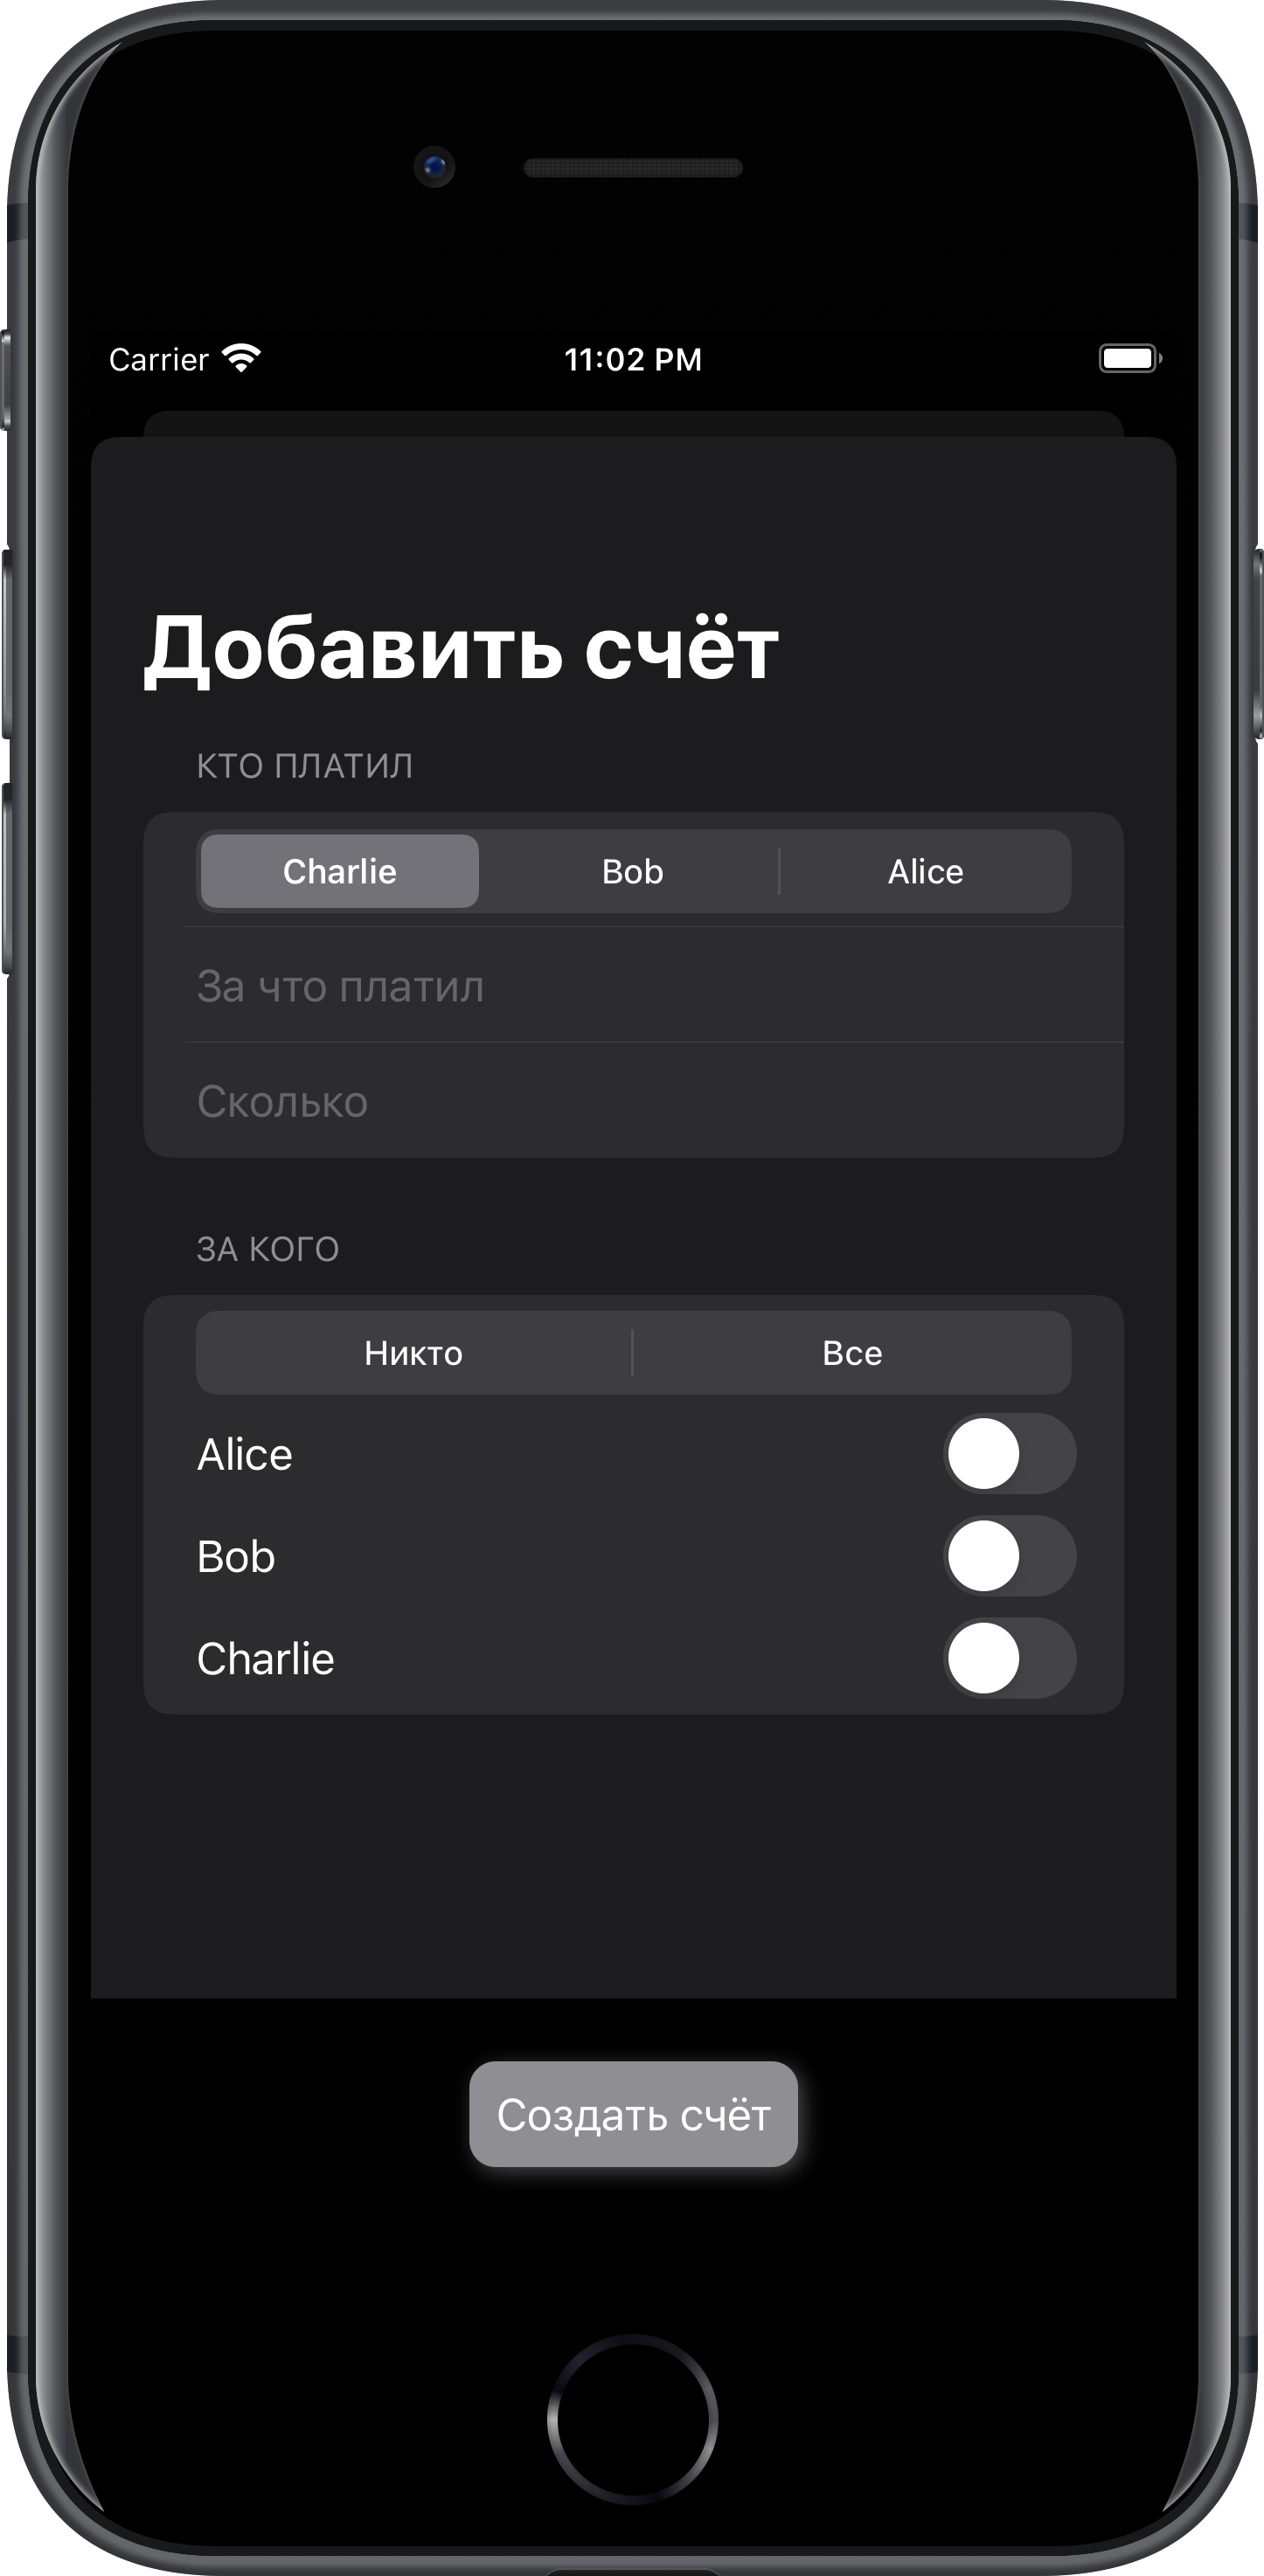 Carrier 11:02 PM
Добавить счёт
КТО ПЛАТИЛ
Charlie Bob Alice
За что платил
Сколько
ЗА КОГО
Никто Все
Alice
Bob
Charlie
Создать счёт